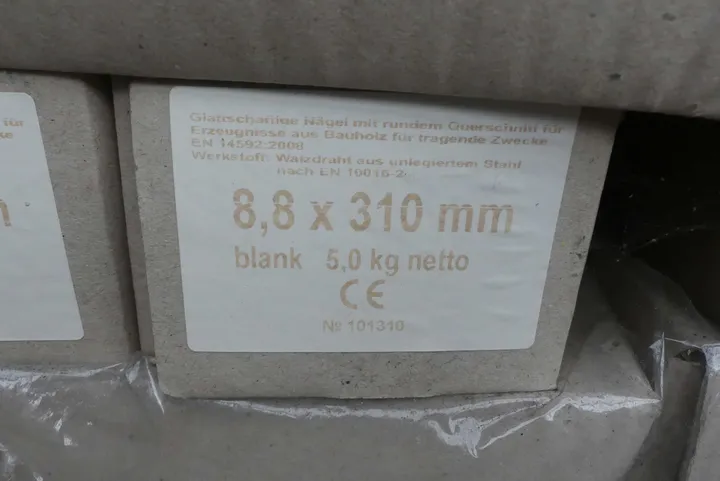 Glattschaftige Nägel mit rundem Querschnitt für
Erzeugnisse aus Bauholz für tragende Zwecke
EN 14592:2008
Werkstoff: Walzdraht aus unlegiertem Stahl
nach EN 10016-2
8,8 x 310 mm
blank 5,0 kg netto
CE
№ 101310
für